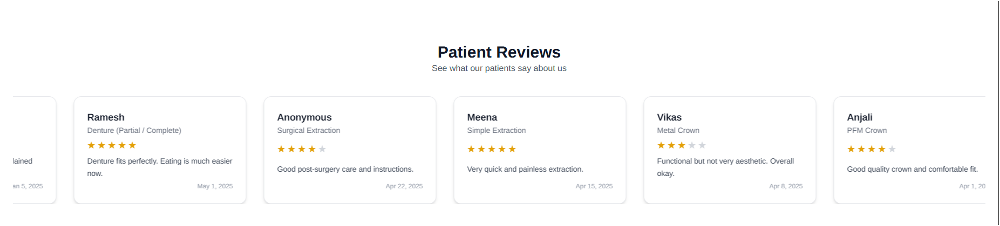 Patient Reviews
See what our patients say about us
5, 2025
Ramesh
Denture (Partial / Complete)
★★★★★
Denture fits perfectly. Eating is much easier
now.
May 1, 2025
Anonymous
Surgical Extraction
★★★★★
Good post-surgery care and instructions.
Apr 22, 2025
Meena
Simple Extraction
★★★★★
Very quick and painless extraction.
Apr 15, 2025
Vikas
Metal Crown
★★★★★
Functional but not very aesthetic. Overall
okay.
Apr 8, 2025
Anjali
PFM Crown
★★★★★
Good quality crown and comfortable fit.
Apr 1, 20